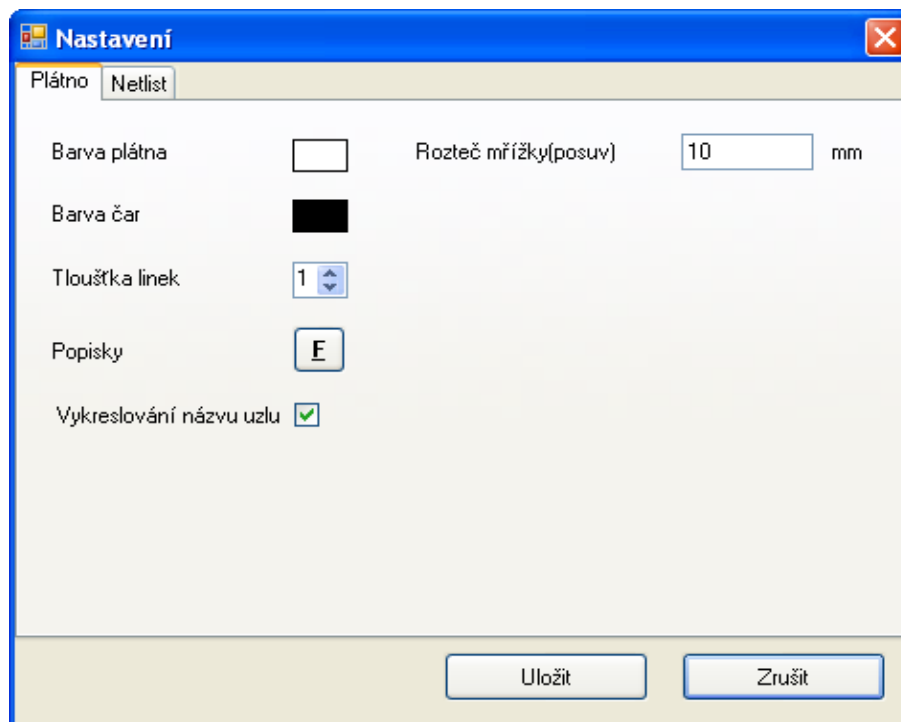 Nastavení
Plátno Netlist
Barva plátna Rozteč mřížky(posuv) 10 mm
Barva čar
Tloušťka linek 1
Popisky F
Vykreslování názvu uzlu
Uložit Zrušit